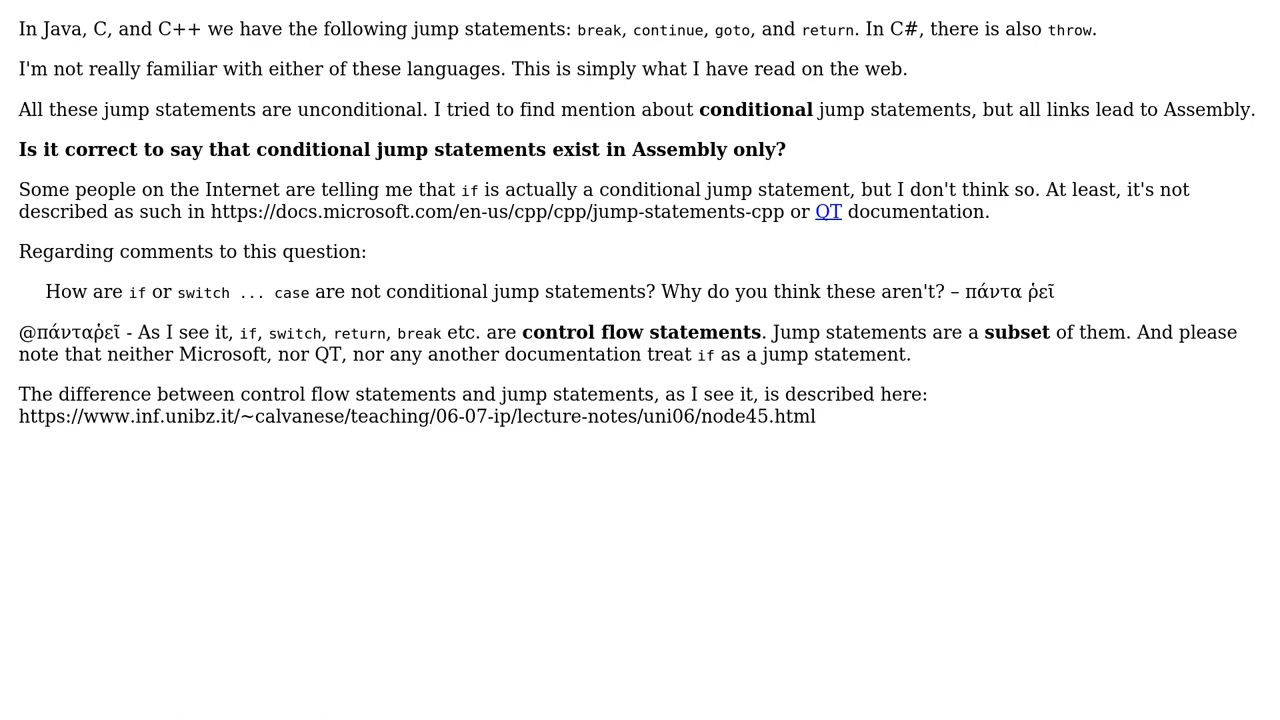 In Java, C, and C++ we have the following jump statements: break, continue, goto, and return. In C#, there is also throw.
I'm not really familiar with either of these languages. This is simply what I have read on the web.
All these jump statements are unconditional. I tried to find mention about conditional jump statements, but all links lead to Assembly.
Is it correct to say that conditional jump statements exist in Assembly only?
Some people on the Internet are telling me that if is actually a conditional jump statement, but I don't think so. At least, it's not
described as such in https://docs.microsoft.com/en-us/cpp/cpp/jump-statements-cpp or QT documentation.
Regarding comments to this question:
How are if or switch ... case are not conditional jump statements? Why do you think these aren't? – πάντα ῥεῖ
@πάνταῥεῖ - As I see it, if, switch, return, break etc. are control flow statements. Jump statements are a subset of them. And please
note that neither Microsoft, nor QT, nor any another documentation treat if as a jump statement.
The difference between control flow statements and jump statements, as I see it, is described here:
https://www.inf.unibz.it/~calvanese/teaching/06-07-ip/lecture-notes/uni06/node45.html